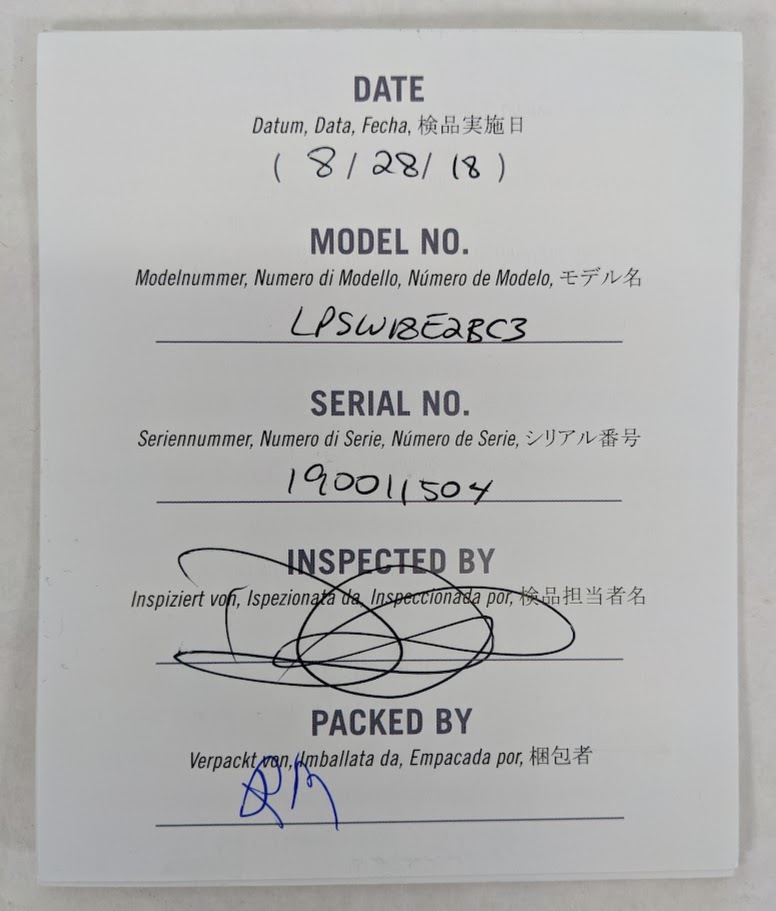 DATE
Datum, Data, Fecha, 検品実施日
( 8 / 28 / 18 )
MODEL NO.
Modelnummer, Numero di Modello, Número de Modelo, モデル名
LPSW18E2BC3
SERIAL NO.
Seriennummer, Numero di Serie, Número de Serie, シリアル番号
190011504
INSPECTED BY
Inspiziert von, Ispezionata da, Inspeccionada por, 検品担当者名
PACKED BY
Verpackt von, Imballata da, Empacada por, 梱包者